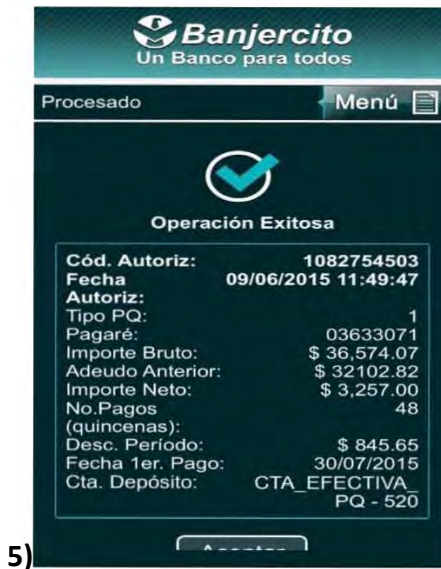 Banjercito
Un Banco para todos
Procesado Menú
Operación Exitosa
Cód. Autoriz: 1082754503
Fecha 09/06/2015 11:49:47
Autoriz:
Tipo PQ: 1
Pagaré: 03633071
Importe Bruto: $ 36,574.07
Adeudo Anterior: $ 32102.82
Importe Neto: $ 3,257.00
No.Pagos 48
(quincenas):
Desc. Período: $ 845.65
Fecha 1er. Pago: 30/07/2015
Cta. Depósito: CTA_EFECTIVA_
PQ - 520
5)